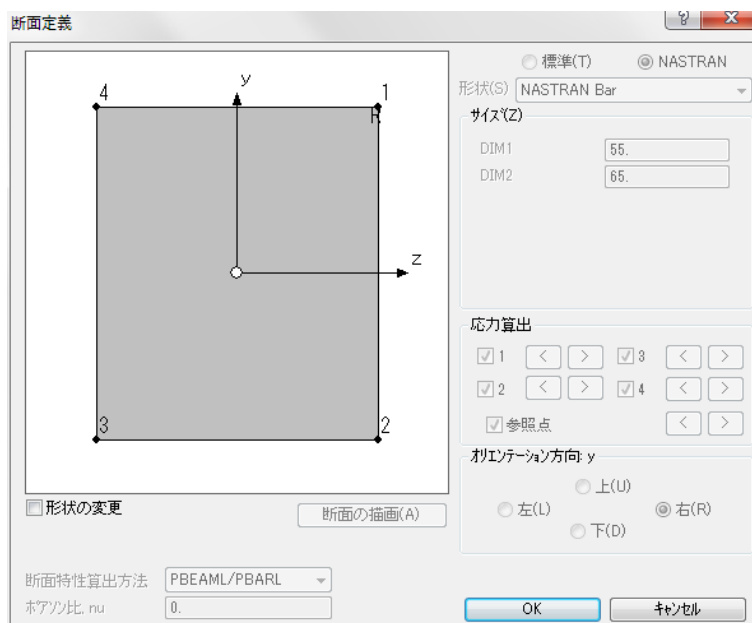 断面定義
標準(T) NASTRAN
形状(S) NASTRAN Bar
サイズ(Z)
DIM1 55.
DIM2 65.
y
4 1
R
z
3 2
応力算出
1 < > 3 < >
2 < > 4 < >
参照点 < >
オリエンテーション方向: y
上(U)
左(L) 右(R)
下(D)
形状の変更 断面の描画(A)
断面特性算出方法 PBEAML/PBARL
ポアソン比, nu 0.
OK キャンセル